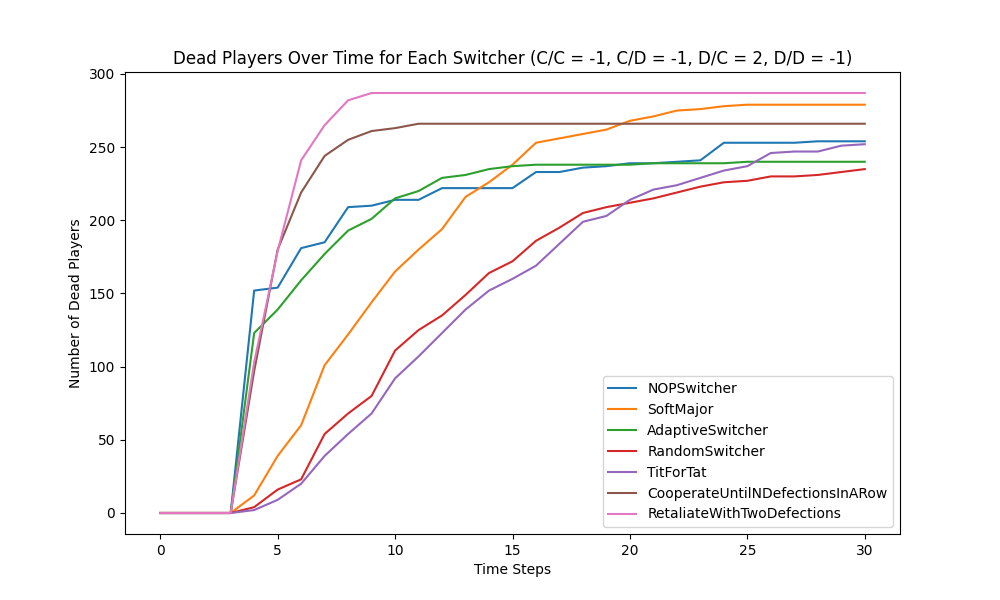 Dead Players Over Time for Each Switcher (C/C = -1, C/D = -1, D/C = 2, D/D = -1)
300
250
200
150
100
50
0
Number of Dead Players
0 5 10 15 20 25 30
Time Steps
NOPSwitcher
SoftMajor
AdaptiveSwitcher
RandomSwitcher
TitForTat
CooperateUntilNDefectionsInARow
RetaliateWithTwoDefections